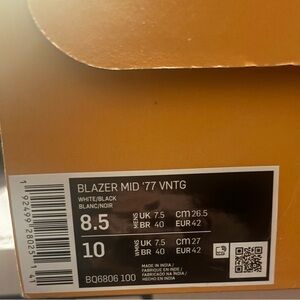 BLAZER MID '77 VNTG
WHITE/BLACK
BLANC/NOIR
8.5 MENS UK 7.5 CM 26.5
BR 40 EUR 42
10 WMNS UK 7.5 CM 27
BR 40 EUR 42
BQ6806 100
MADE IN INDIA /
FABRIQUE EN INDE /
FABRICADO NA ÍNDIA /
HECHO EN INDIA